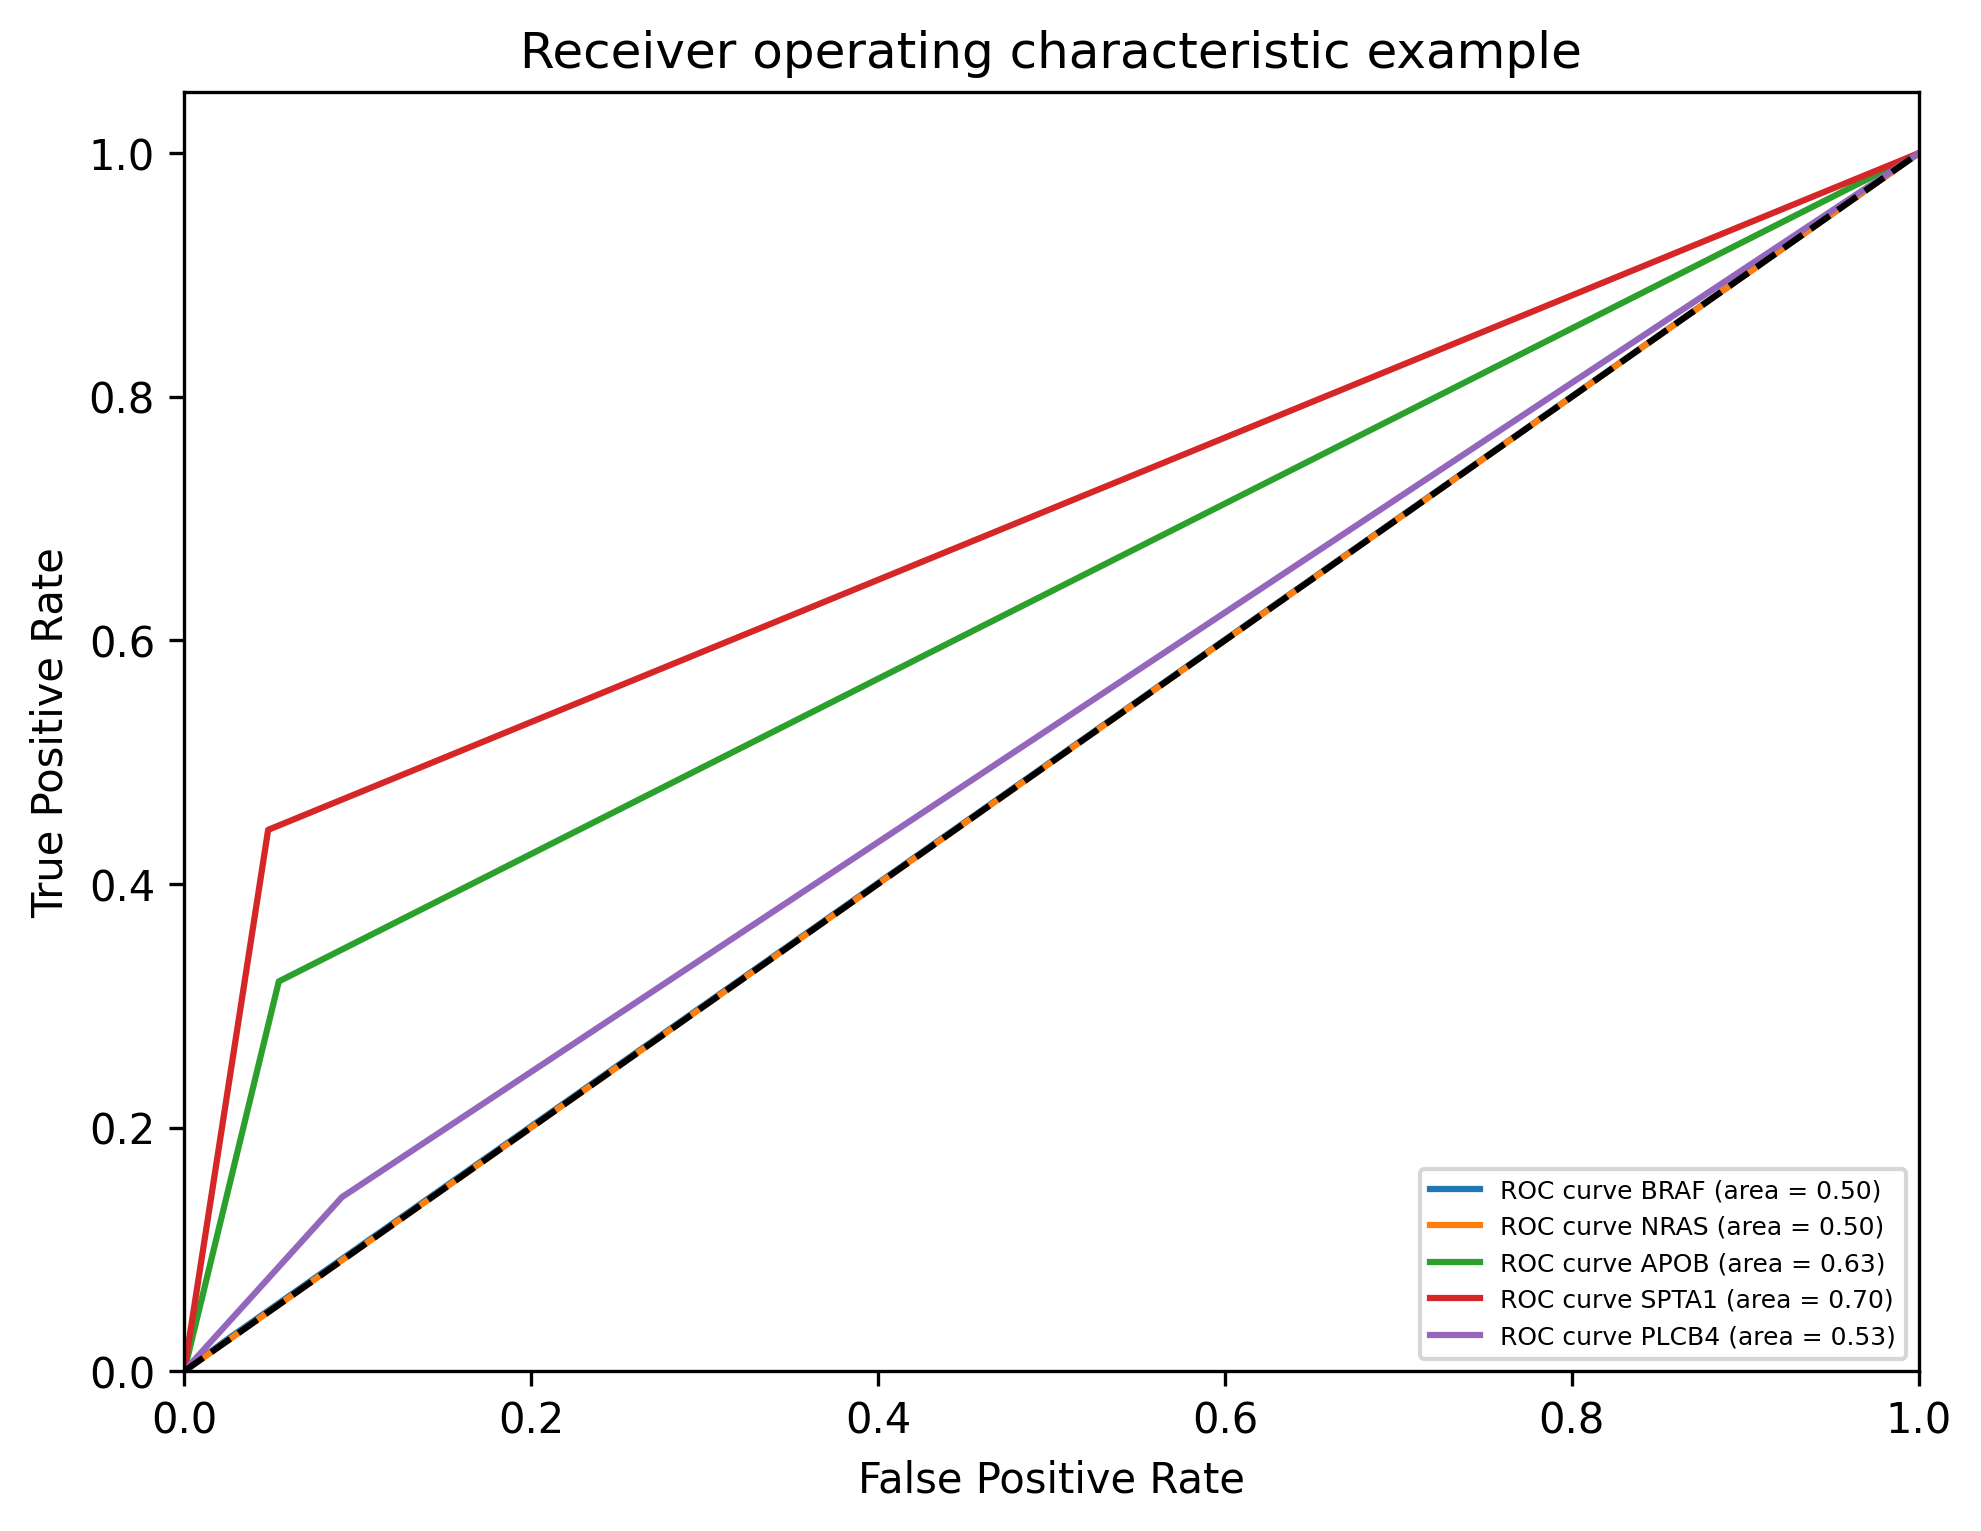 Receiver operating characteristic example
1.0
0.8
0.6
0.4
0.2
0.0
True Positive Rate
0.0 0.2 0.4 0.6 0.8 1.0
False Positive Rate
ROC curve BRAF (area = 0.50)
ROC curve NRAS (area = 0.50)
ROC curve APOB (area = 0.63)
ROC curve SPTA1 (area = 0.70)
ROC curve PLCB4 (area = 0.53)